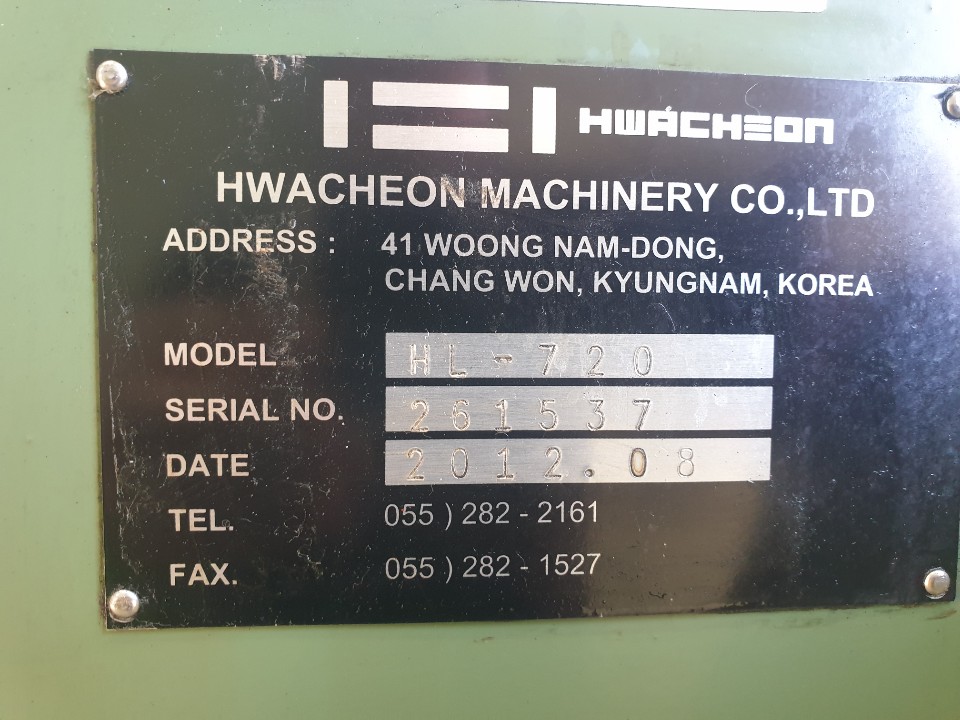 HWACHEON
HWACHEON MACHINERY CO.,LTD
ADDRESS : 41 WOONG NAM-DONG,
CHANG WON, KYUNGNAM, KOREA
MODEL HL-720
SERIAL NO. 261537
DATE 2012.08
TEL. 055 ) 282 - 2161
FAX. 055 ) 282 - 1527